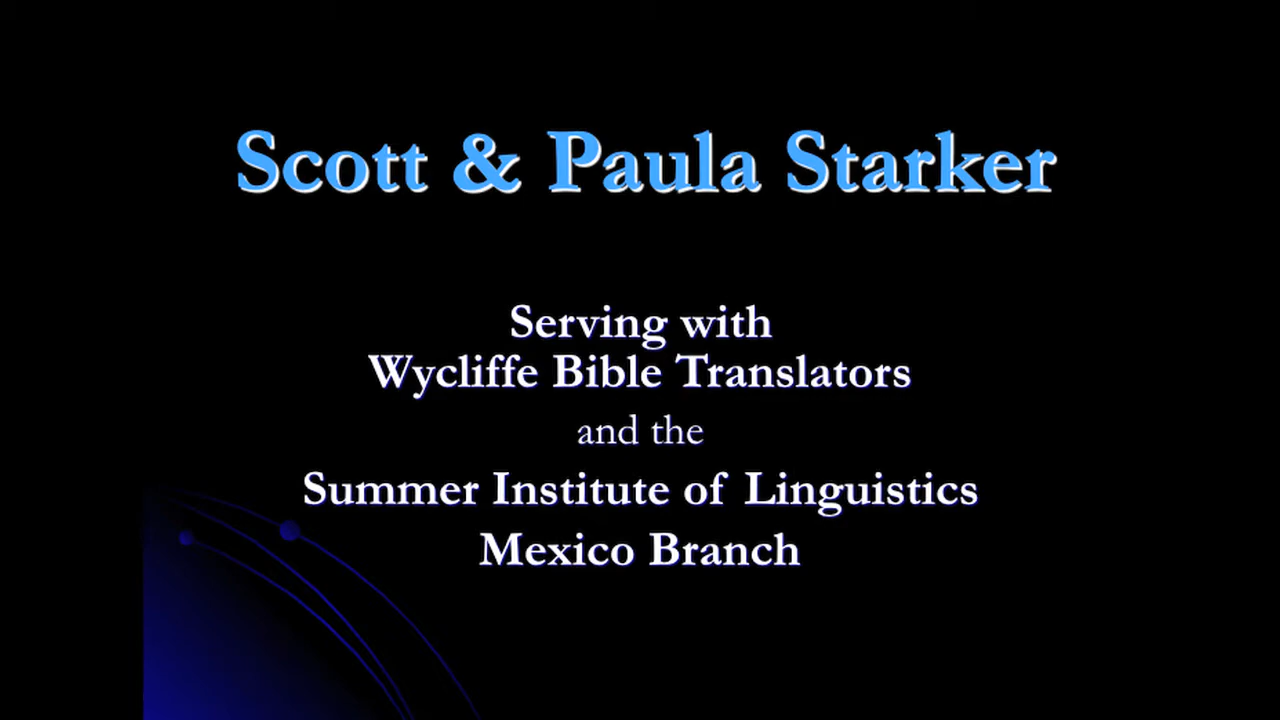 Scott & Paula Starker
Serving with
Wycliffe Bible Translators
and the
Summer Institute of Linguistics
Mexico Branch